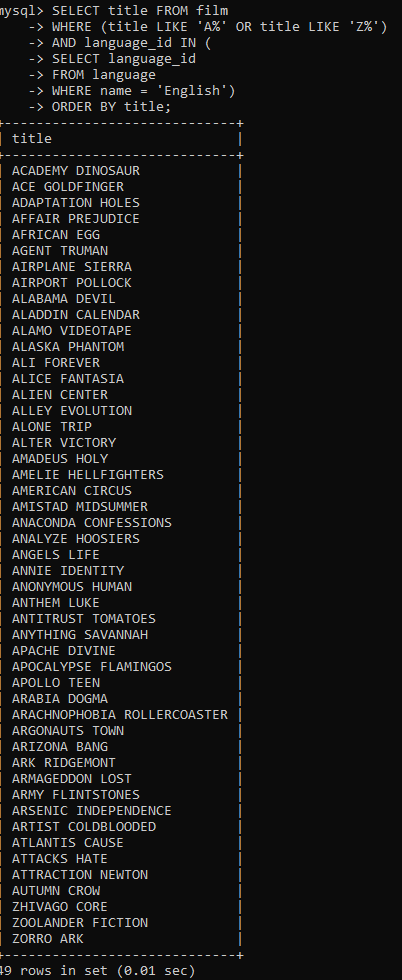 mysql> SELECT title FROM film
-> WHERE (title LIKE 'A%' OR title LIKE 'Z%')
-> AND language_id IN (
-> SELECT language_id
-> FROM language
-> WHERE name = 'English')
-> ORDER BY title;
+-----------------------------+
| title |
+-----------------------------+
| ACADEMY DINOSAUR |
| ACE GOLDFINGER |
| ADAPTATION HOLES |
| AFFAIR PREJUDICE |
| AFRICAN EGG |
| AGENT TRUMAN |
| AIRPLANE SIERRA |
| AIRPORT POLLOCK |
| ALABAMA DEVIL |
| ALADDIN CALENDAR |
| ALAMO VIDEOTAPE |
| ALASKA PHANTOM |
| ALI FOREVER |
| ALICE FANTASIA |
| ALIEN CENTER |
| ALLEY EVOLUTION |
| ALONE TRIP |
| ALTER VICTORY |
| AMADEUS HOLY |
| AMELIE HELLFIGHTERS |
| AMERICAN CIRCUS |
| AMISTAD MIDSUMMER |
| ANACONDA CONFESSIONS |
| ANALYZE HOOSIERS |
| ANGELS LIFE |
| ANNIE IDENTITY |
| ANONYMOUS HUMAN |
| ANTHEM LUKE |
| ANTITRUST TOMATOES |
| ANYTHING SAVANNAH |
| APACHE DIVINE |
| APOCALYPSE FLAMINGOS |
| APOLLO TEEN |
| ARABIA DOGMA |
| ARACHNOPHOBIA ROLLERCOASTER |
| ARGONAUTS TOWN |
| ARIZONA BANG |
| ARK RIDGEMONT |
| ARMAGEDDON LOST |
| ARMY FLINTSTONES |
| ARSENIC INDEPENDENCE |
| ARTIST COLDBLOODED |
| ATLANTIS CAUSE |
| ATTACKS HATE |
| ATTRACTION NEWTON |
| AUTUMN CROW |
| ZHIVAGO CORE |
| ZOOLANDER FICTION |
| ZORRO ARK |
+-----------------------------+
49 rows in set (0.01 sec)